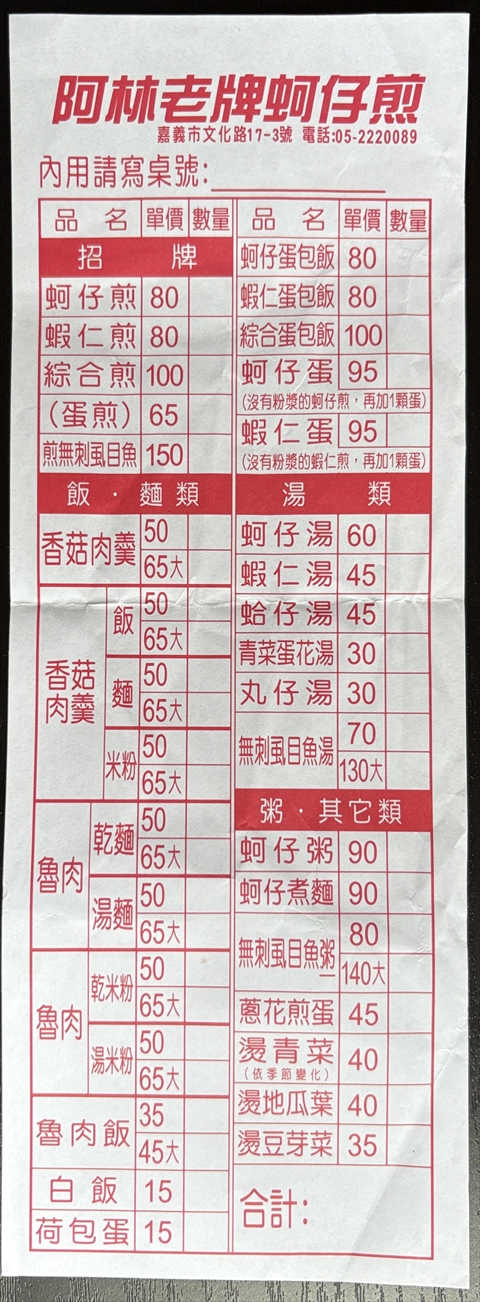 阿林老牌蚵仔煎
嘉義市文化路17-3號 電話:05-2220089
內用請寫桌號:
品名 單價 數量
招牌
蚵仔煎 80
蝦仁煎 80
綜合煎 100
(蛋煎) 65
煎無刺虱目魚 150
飯·麵類
香菇肉羹 50
65大
香菇肉羹 飯 50
65大
麵 50
65大
米粉 50
65大
魯肉 乾麵 50
65大
湯麵 50
65大
魯肉 乾米粉 50
65大
湯米粉 50
65大
魯肉飯 35
45大
白飯 15
荷包蛋 15
品名 單價 數量
蚵仔蛋包飯 80
蝦仁蛋包飯 80
綜合蛋包飯 100
蚵仔蛋 95
(沒有粉漿的蚵仔煎,再加1顆蛋)
蝦仁蛋 95
(沒有粉漿的蝦仁煎,再加1顆蛋)
湯類
蚵仔湯 60
蝦仁湯 45
蛤仔湯 45
青菜蛋花湯 30
丸仔湯 30
無刺虱目魚湯 70
130大
粥·其它類
蚵仔粥 90
蚵仔煮麵 90
無刺虱目魚粥 80
140大
蔥花煎蛋 45
燙青菜 40
(依季節變化)
燙地瓜葉 40
燙豆芽菜 35
合計: